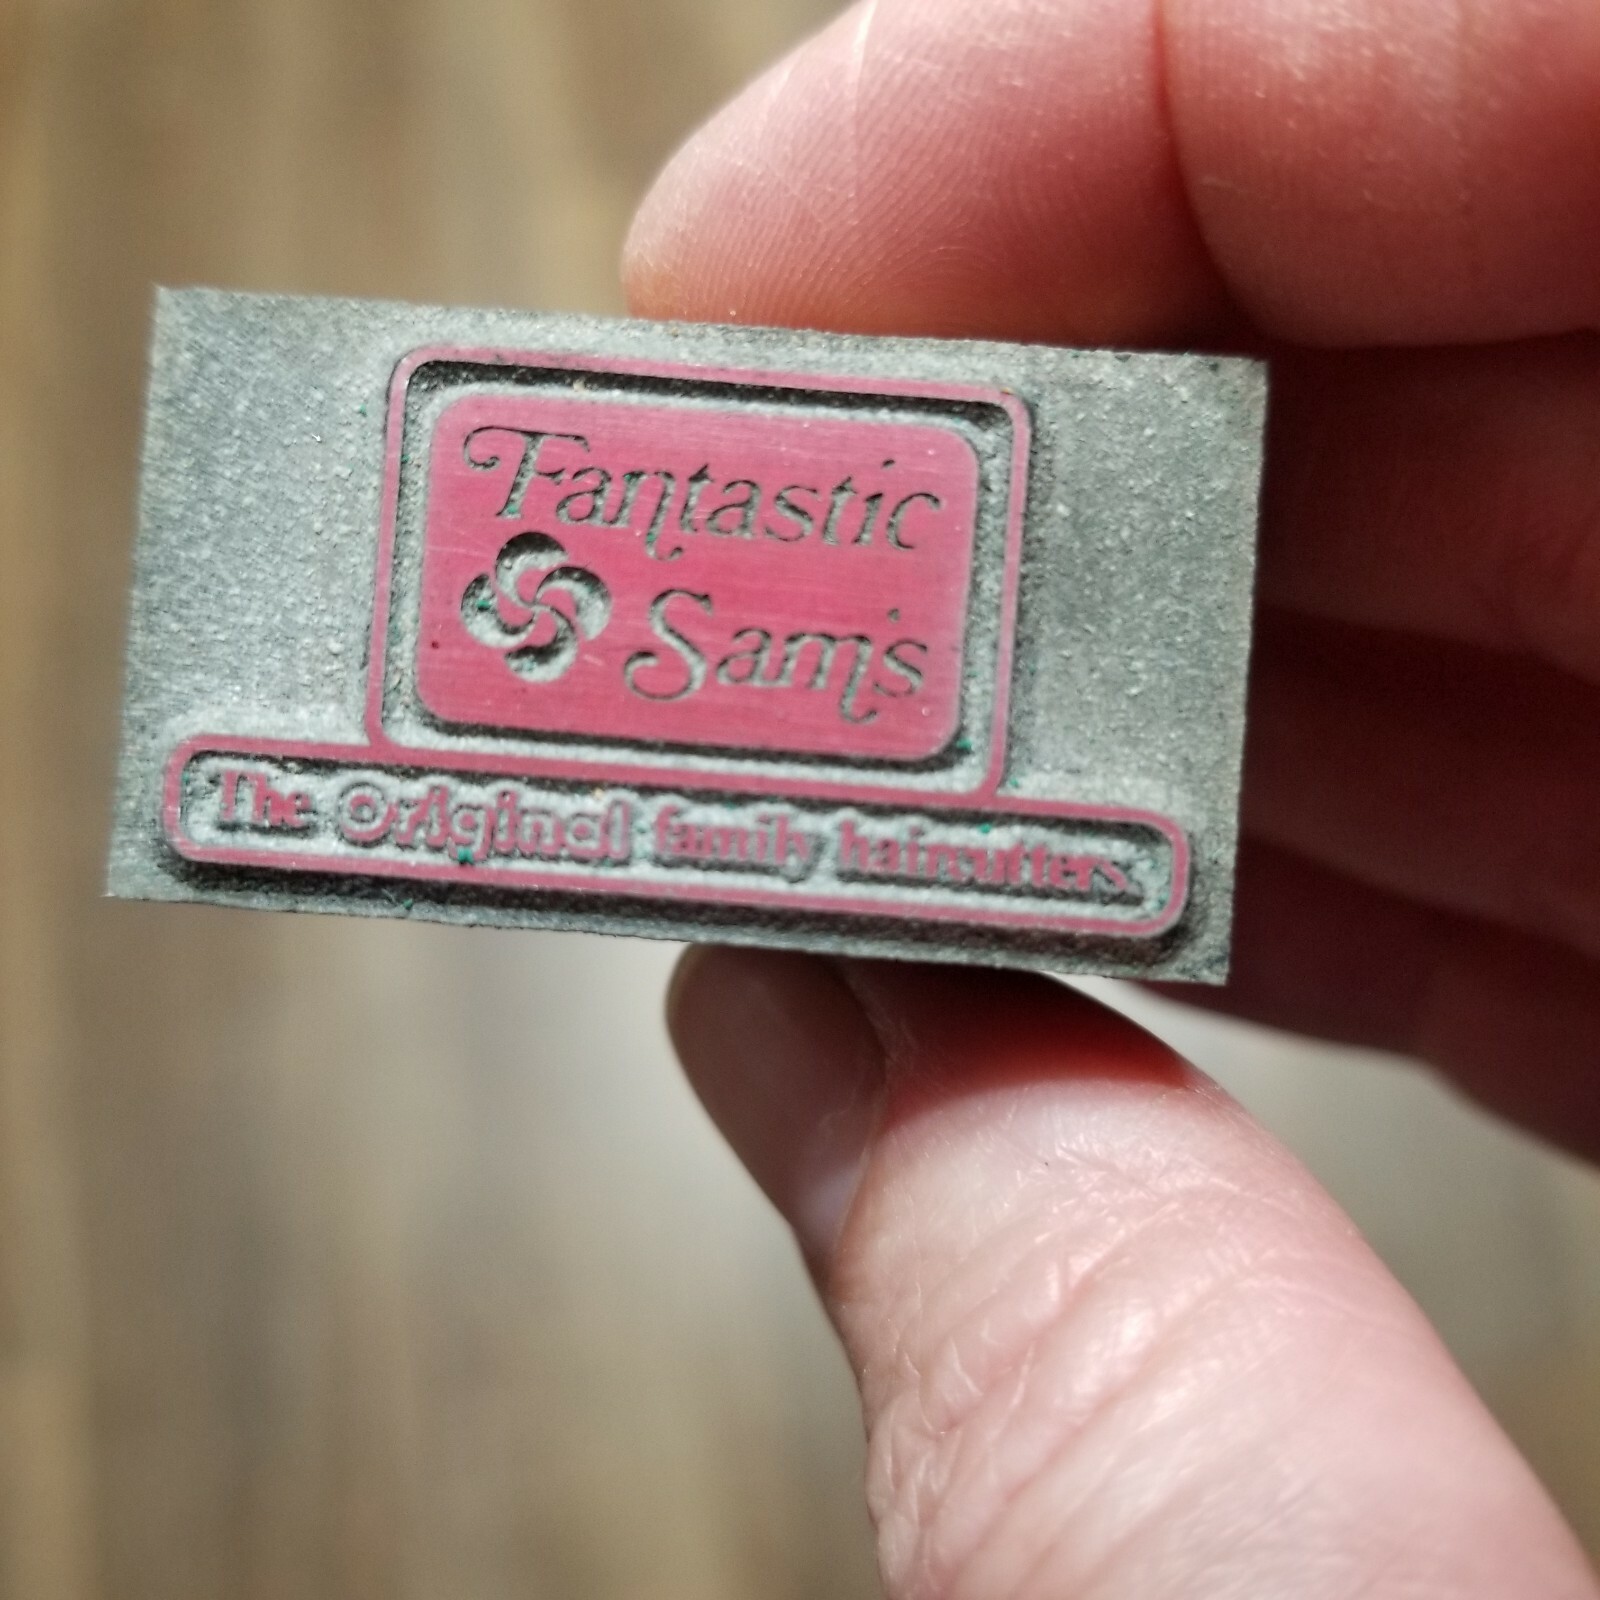 Fantastic
Sam's
The Original family haircutters.